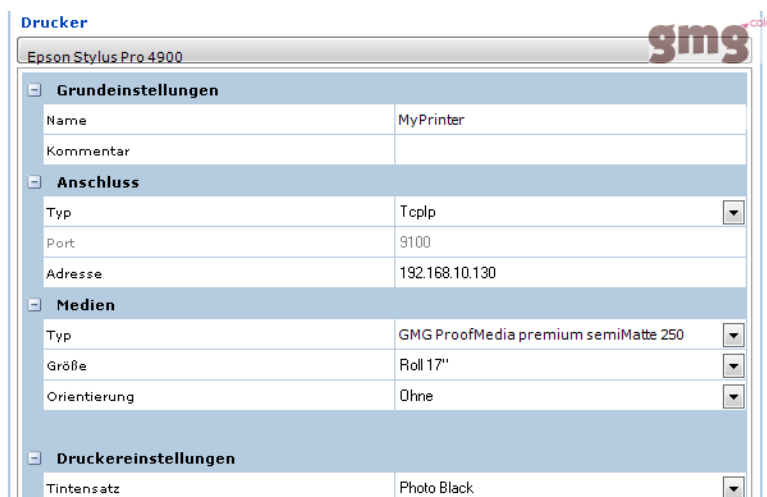 Drucker
gmg
colo
Epson Stylus Pro 4900
Grundeinstellungen
Name MyPrinter
Kommentar
Anschluss
Typ TcpIp
Port 9100
Adresse 192.168.10.130
Medien
Typ GMG ProofMedia premium semiMatte 250
Größe Roll 17"
Orientierung Ohne
Druckereinstellungen
Tintensatz Photo Black